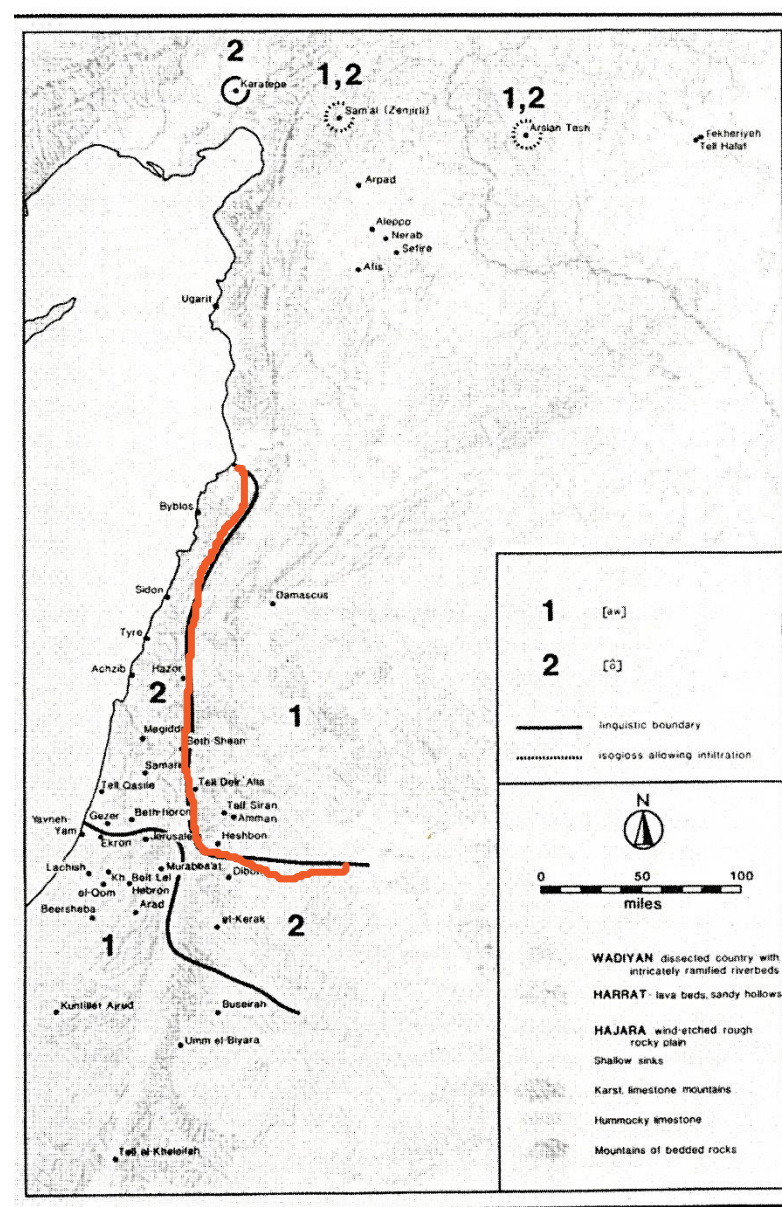 2
Karatepe
1,2
Sam'al (Zenjirli)
1,2
Arslan Tash
Fekheriyeh
Tell Halaf
Arpad
Aleppo
Nerab
Sefire
Afis
Ugarit
Byblos
Sidon
Damascus
Tyre
Achzib
Hazor
2
1
Megiddo
Beth-Shean
Samaria
Tell Deir 'Alla
Tell Qasile
Tell Siran
Amman
Beth-horon
Gezer
Yavneh-
Yam
Ekron
Jerusalem
Heshbon
Lachish
Kh. Beit Lei
Murabba'at
Dibon
el-Qom
Hebron
Arad
Beersheba
el-Kerak
2
1
Kuntillet Ajrud
Buseirah
Umm el-Biyara
Tell el-Kheleifah
1 [aw]
2 [ô]
linguistic boundary
isogloss allowing infiltration
N
0 50 100
miles
WADIYAN dissected country with
intricately ramified riverbeds
HARRAT - lava beds, sandy hollows
HAJARA wind-etched rough
rocky plain
Shallow sinks
Karst, limestone mountains
Hummocky limestone
Mountains of bedded rocks